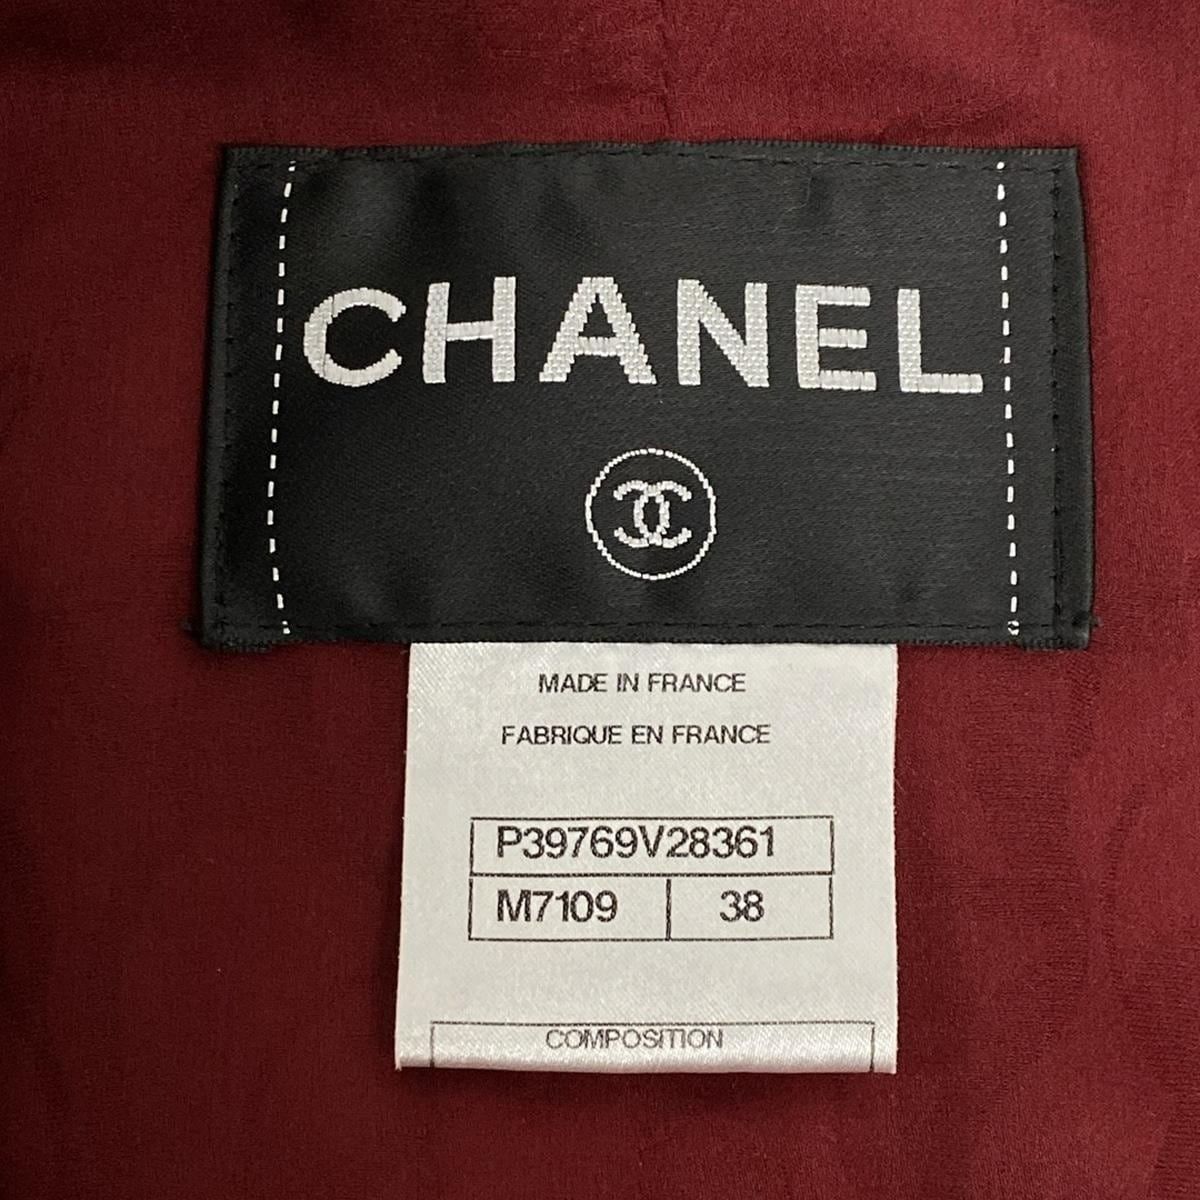 CHANEL
MADE IN FRANCE
FABRIQUE EN FRANCE
P39769V28361
M7109 38
COMPOSITION